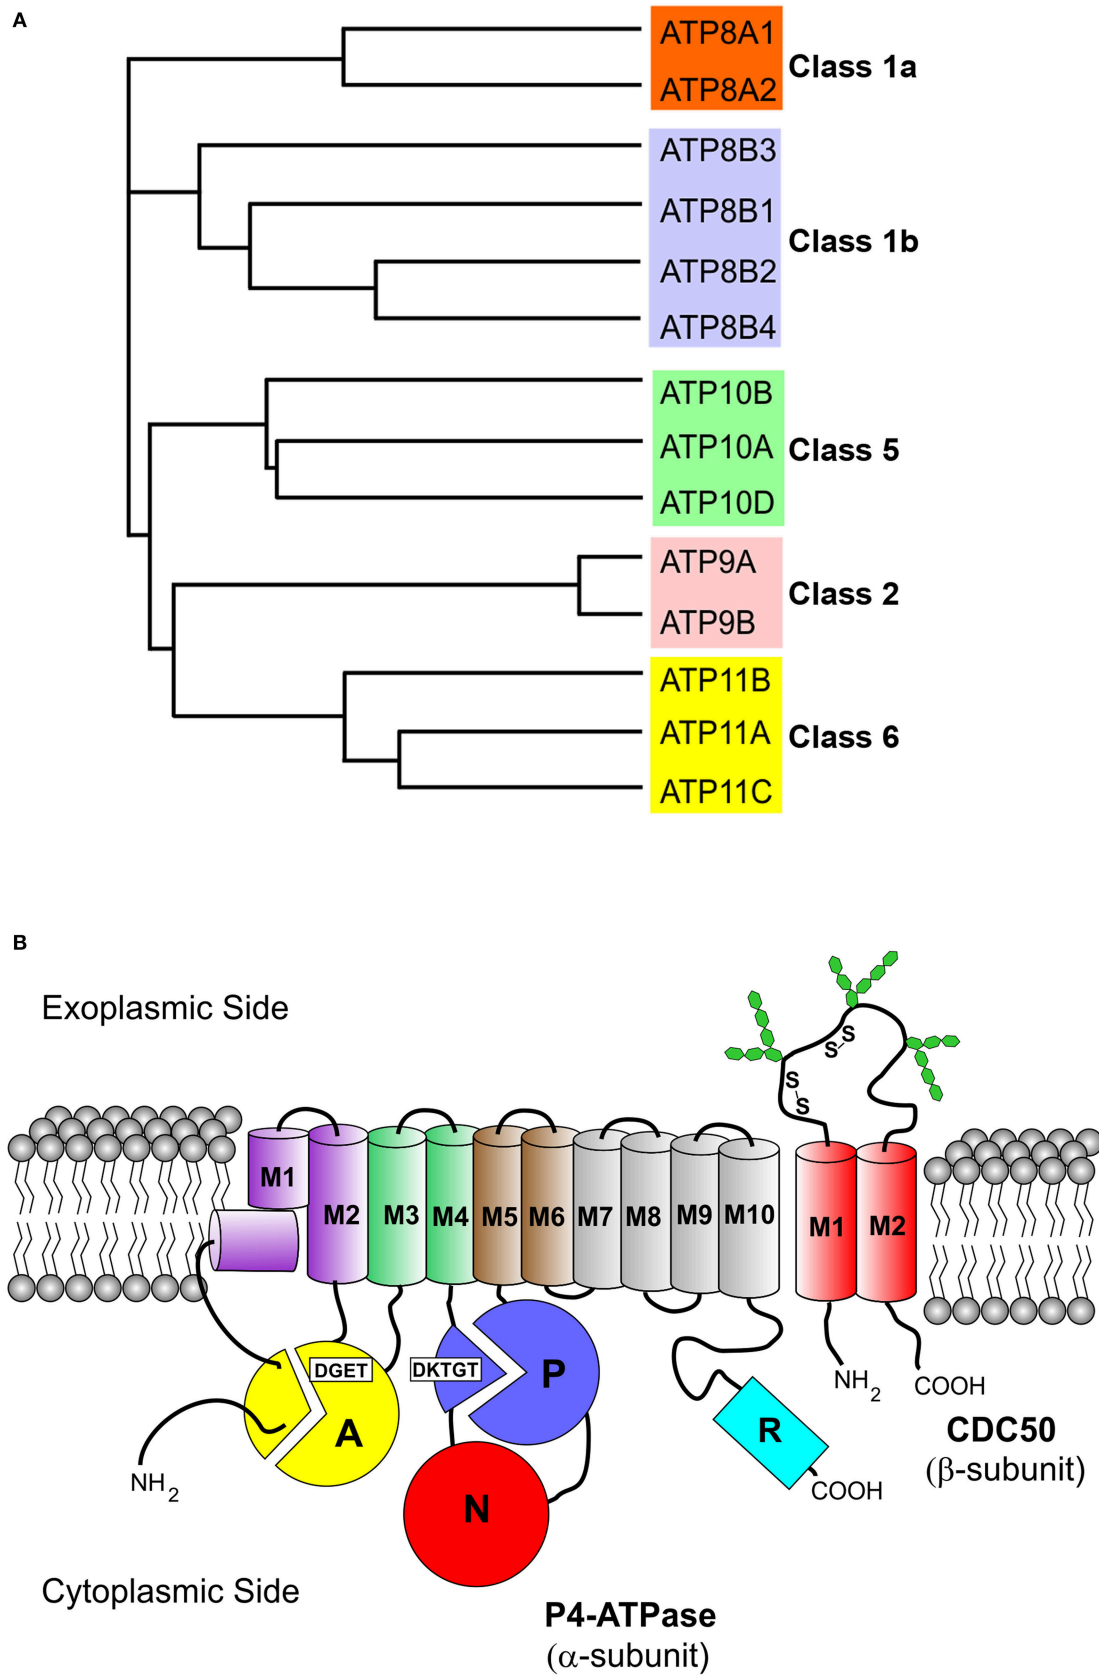 A
ATP8A1
ATP8A2
Class 1a
ATP8B3
ATP8B1
ATP8B2
ATP8B4
Class 1b
ATP10B
ATP10A
ATP10D
Class 5
ATP9A
ATP9B
Class 2
ATP11B
ATP11A
ATP11C
Class 6
B
Exoplasmic Side
S-S
S-S
M1
M2
M3
M4
M5
M6
M7
M8
M9
M10
M1
M2
DGET
A
DKTGT
P
N
R
NH2
COOH
NH2
COOH
CDC50
(β-subunit)
Cytoplasmic Side
P4-ATPase
(α-subunit)